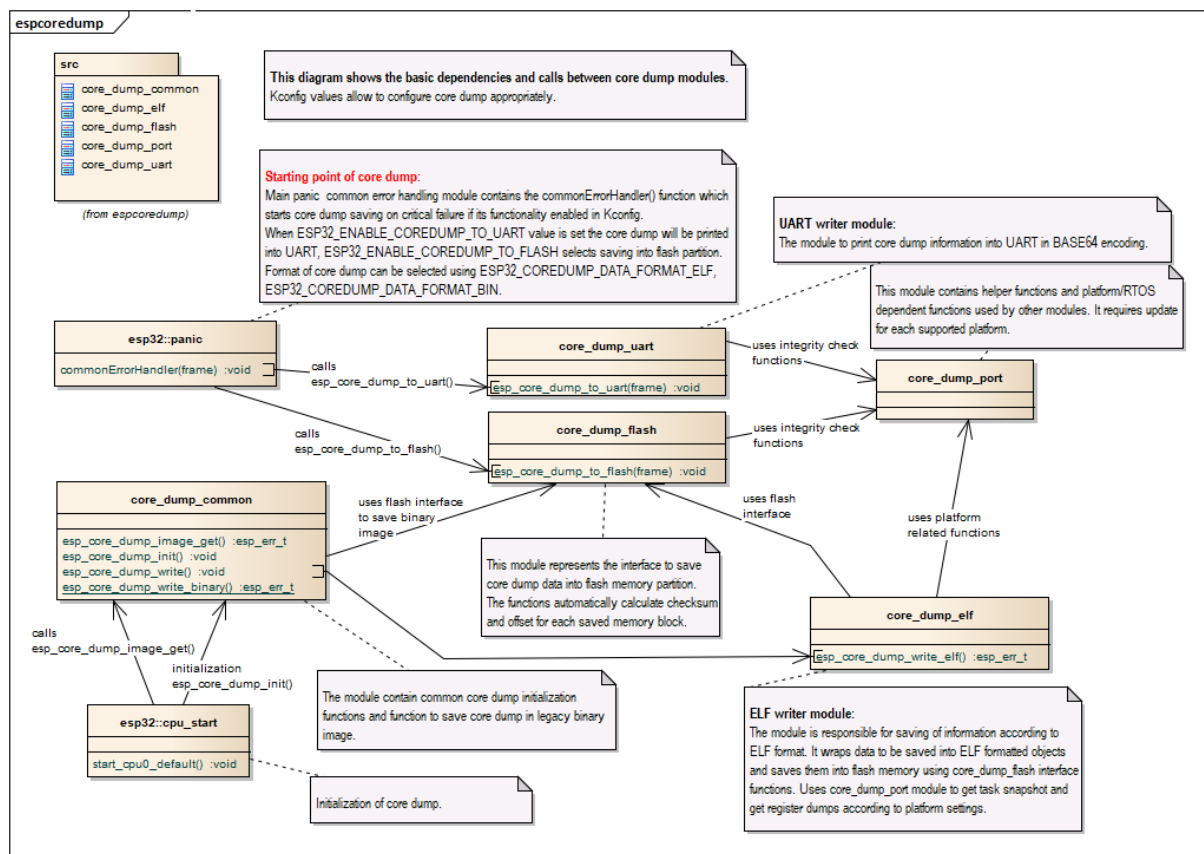 espcoredump
src
core_dump_common
core_dump_elf
core_dump_flash
core_dump_port
core_dump_uart
(from espcoredump)
This diagram shows the basic dependencies and calls between core dump modules.
Kconfig values allow to configure core dump appropriately.
Starting point of core dump:
Main panic common error handling module contains the commonErrorHandler() function which
starts core dump saving on critical failure if its functionality enabled in Kconfig.
When ESP32_ENABLE_COREDUMP_TO_UART value is set the core dump will be printed
into UART, ESP32_ENABLE_COREDUMP_TO_FLASH selects saving into flash partition.
Format of core dump can be selected using ESP32_COREDUMP_DATA_FORMAT_ELF,
ESP32_COREDUMP_DATA_FORMAT_BIN.
UART writer module:
The module to print core dump information into UART in BASE64 encoding.
This module contains helper functions and platform/RTOS
dependent functions used by other modules. It requires update
for each supported platform.
esp32::panic
commonErrorHandler(frame) :void
calls
esp_core_dump_to_uart()
core_dump_uart
esp_core_dump_to_uart(frame) :void
uses integrity check
functions
core_dump_port
calls
esp_core_dump_to_flash()
core_dump_flash
esp_core_dump_to_flash(frame) :void
uses integrity check
functions
core_dump_common
esp_core_dump_image_get() :esp_err_t
esp_core_dump_init() :void
esp_core_dump_write() :void
esp_core_dump_write_binary() :esp_err_t
uses flash interface
to save binary
image
uses flash
interface
uses platform
related functions
This module represents the interface to save
core dump data into flash memory partition.
The functions automatically calculate checksum
and offset for each saved memory block.
core_dump_elf
esp_core_dump_write_elf() :esp_err_t
calls
esp_core_dump_image_get()
initialization
esp_core_dump_init()
The module contain common core dump initialization
functions and function to save core dump in legacy binary
image.
esp32::cpu_start
start_cpu0_default() :void
Initialization of core dump.
ELF writer module:
The module is responsible for saving of information according to
ELF format. It wraps data to be saved into ELF formatted objects
and saves them into flash memory using core_dump_flash interface
functions. Uses core_dump_port module to get task snapshot and
get register dumps according to platform settings.